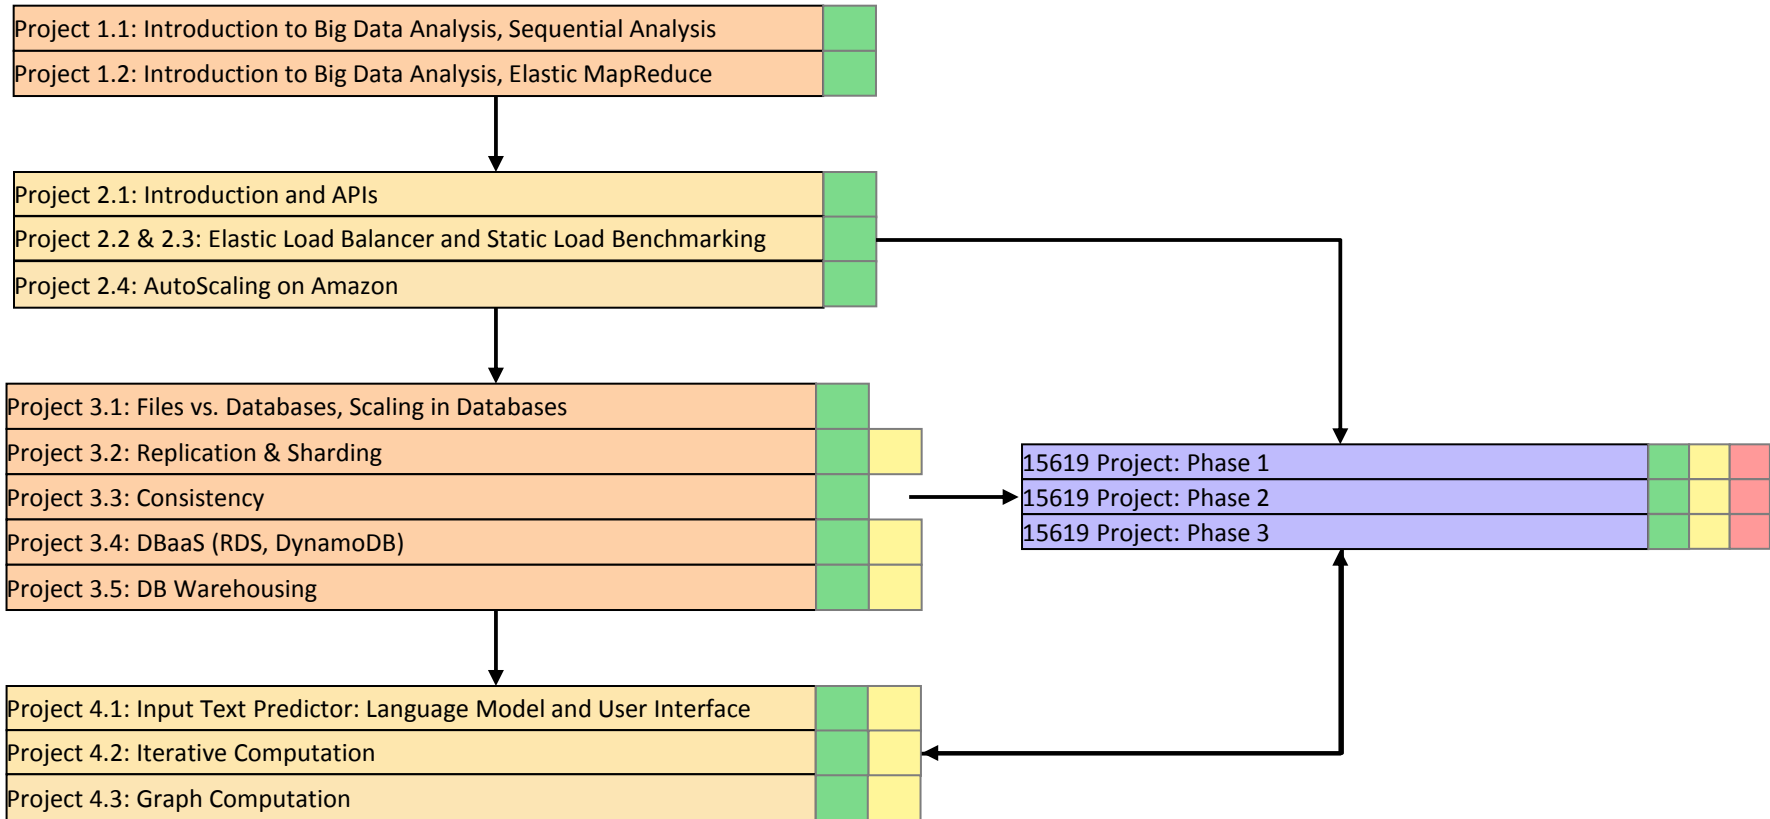 Project 1.1: Introduction to Big Data Analysis, Sequential Analysis
Project 1.2: Introduction to Big Data Analysis, Elastic MapReduce
Project 2.1: Introduction and APIs
Project 2.2 & 2.3: Elastic Load Balancer and Static Load Benchmarking
Project 2.4: AutoScaling on Amazon
Project 3.1: Files vs. Databases, Scaling in Databases
Project 3.2: Replication & Sharding
Project 3.3: Consistency
Project 3.4: DBaaS (RDS, DynamoDB)
Project 3.5: DB Warehousing
15619 Project: Phase 1
15619 Project: Phase 2
15619 Project: Phase 3
Project 4.1: Input Text Predictor: Language Model and User Interface
Project 4.2: Iterative Computation
Project 4.3: Graph Computation